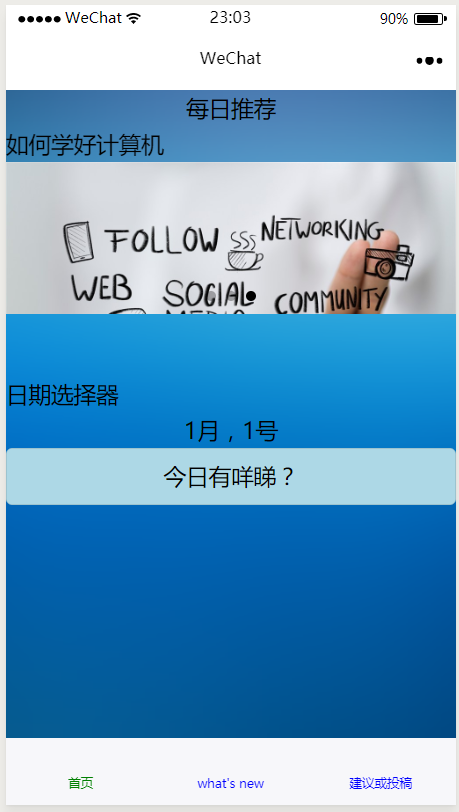 WeChat 23:03 90%
WeChat
每日推荐
如何学好计算机
FOLLOW NETWORKING
WEB SOCIAL COMMUNITY
MEDIA
日期选择器
1月，1号
今日有咩睇？
首页 what's new 建议或投稿